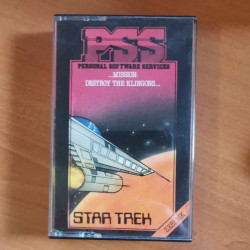 PSS
PERSONAL SOFTWARE SERVICES
...MISSION:
DESTROY THE KLINGONS...
STAR TREK